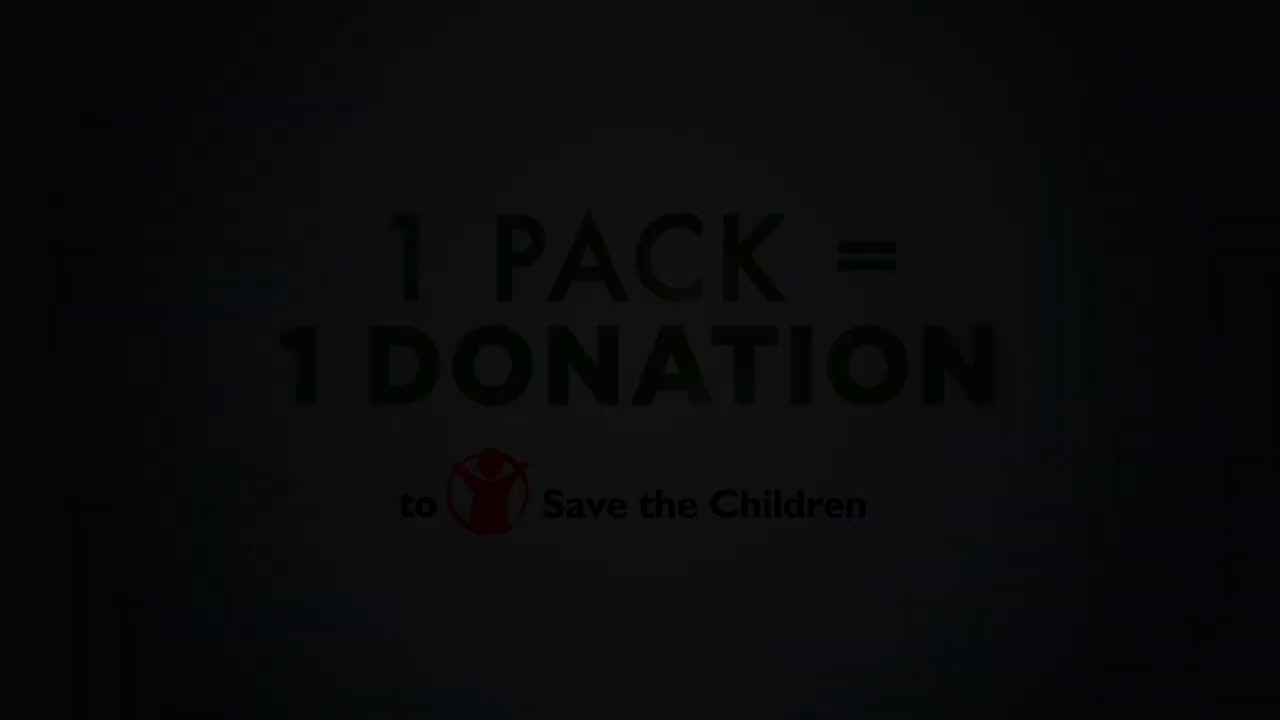 1 PACK =
1 DONATION
to Save the Children